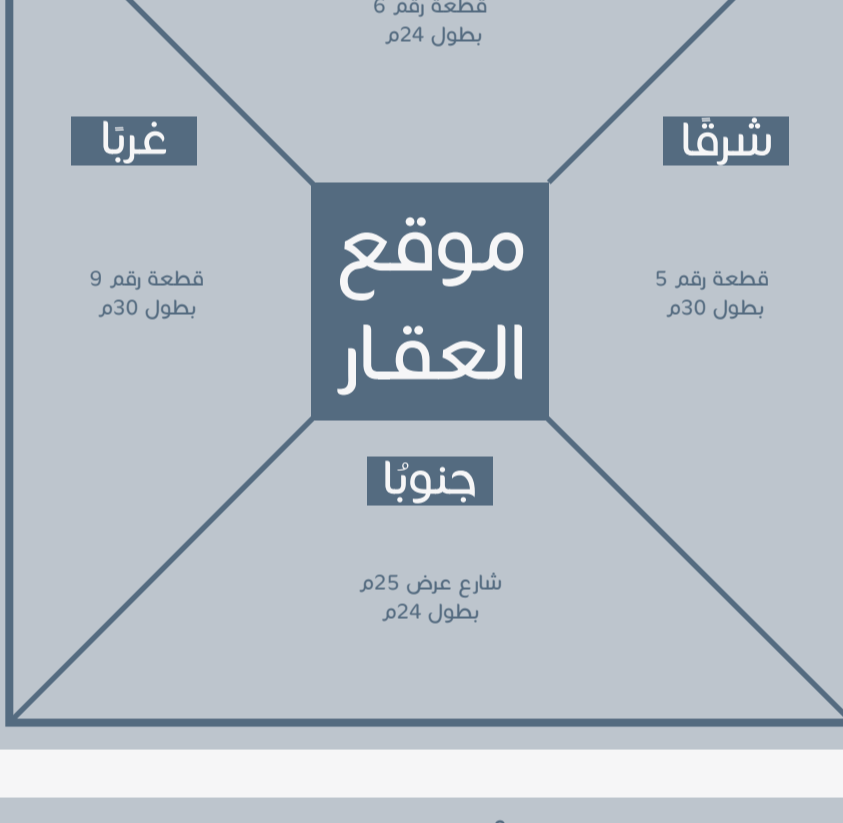 قطعة رقم 6
بطول 24م
شرقًا
غربًا
موقع
العقار
قطعة رقم 5
بطول 30م
قطعة رقم 9
بطول 30م
جنوبًا
شارع عرض 25م
بطول 24م